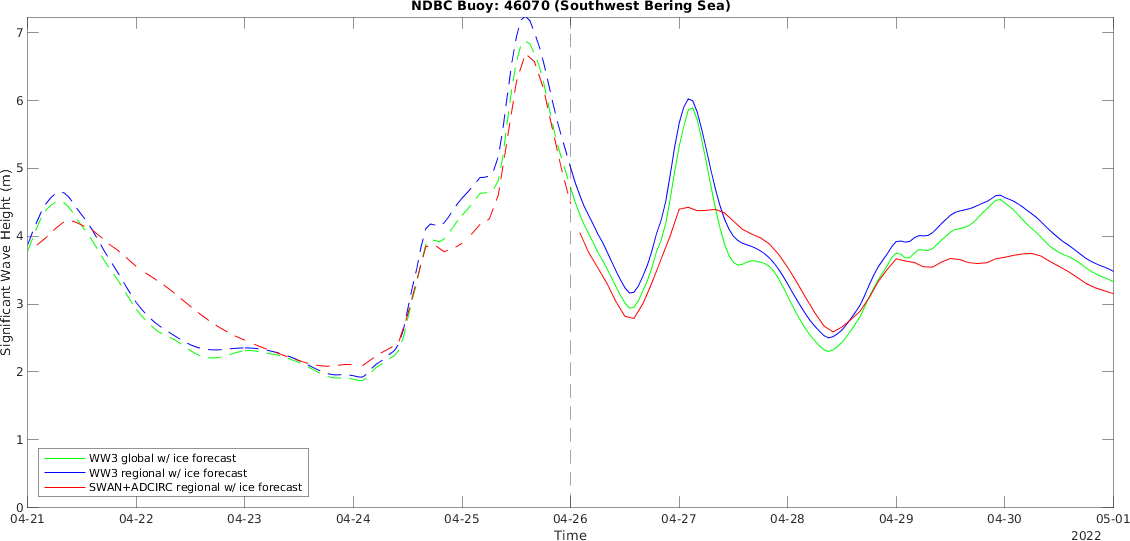 NDBC Buoy: 46070 (Southwest Bering Sea)
Significant Wave Height (m)
7
6
5
4
3
2
1
0
WW3 global w/ ice forecast
WW3 regional w/ ice forecast
SWAN+ADCIRC regional w/ ice forecast
04-21 04-22 04-23 04-24 04-25 04-26 04-27 04-28 04-29 04-30 05-01
Time
2022